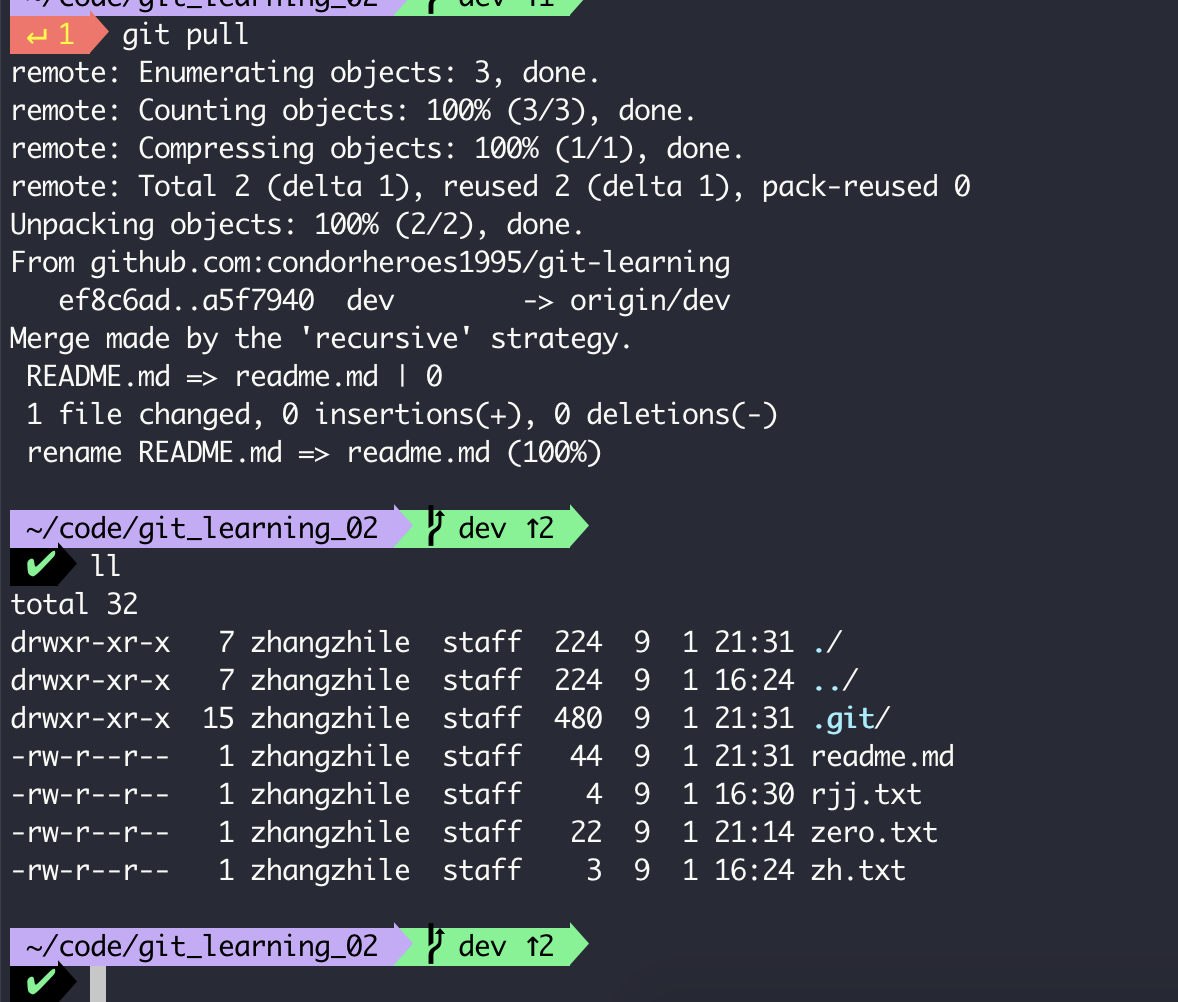 ~/code/git_learning_02 dev ↑1
↵ 1 git pull
remote: Enumerating objects: 3, done.
remote: Counting objects: 100% (3/3), done.
remote: Compressing objects: 100% (1/1), done.
remote: Total 2 (delta 1), reused 2 (delta 1), pack-reused 0
Unpacking objects: 100% (2/2), done.
From github.com:condorheroes1995/git-learning
   ef8c6ad..a5f7940  dev        -> origin/dev
Merge made by the 'recursive' strategy.
 README.md => readme.md | 0
 1 file changed, 0 insertions(+), 0 deletions(-)
 rename README.md => readme.md (100%)
~/code/git_learning_02 dev ↑2
✔ ll
total 32
drwxr-xr-x   7 zhangzhile  staff  224  9  1 21:31 ./
drwxr-xr-x   7 zhangzhile  staff  224  9  1 16:24 ../
drwxr-xr-x  15 zhangzhile  staff  480  9  1 21:31 .git/
-rw-r--r--   1 zhangzhile  staff   44  9  1 21:31 readme.md
-rw-r--r--   1 zhangzhile  staff    4  9  1 16:30 rjj.txt
-rw-r--r--   1 zhangzhile  staff   22  9  1 21:14 zero.txt
-rw-r--r--   1 zhangzhile  staff    3  9  1 16:24 zh.txt
~/code/git_learning_02 dev ↑2
✔